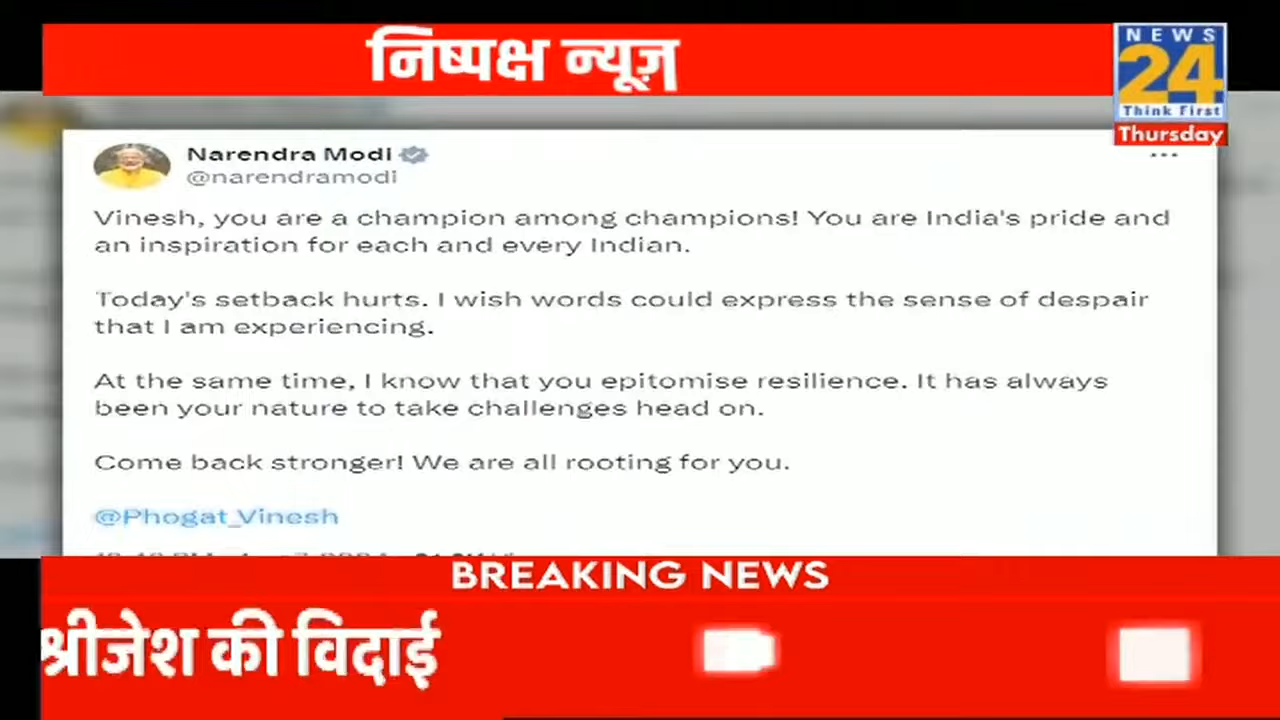 निष्पक्ष न्यूज़
NEWS
24
Think First
Thursday
Narendra Modi
@narendramodi
Vinesh, you are a champion among champions! You are India's pride and
an inspiration for each and every Indian.
Today's setback hurts. I wish words could express the sense of despair
that I am experiencing.
At the same time, I know that you epitomise resilience. It has always
been your nature to take challenges head on.
Come back stronger! We are all rooting for you.
@Phogat_Vinesh
BREAKING NEWS
श्रीजेश की विदाई